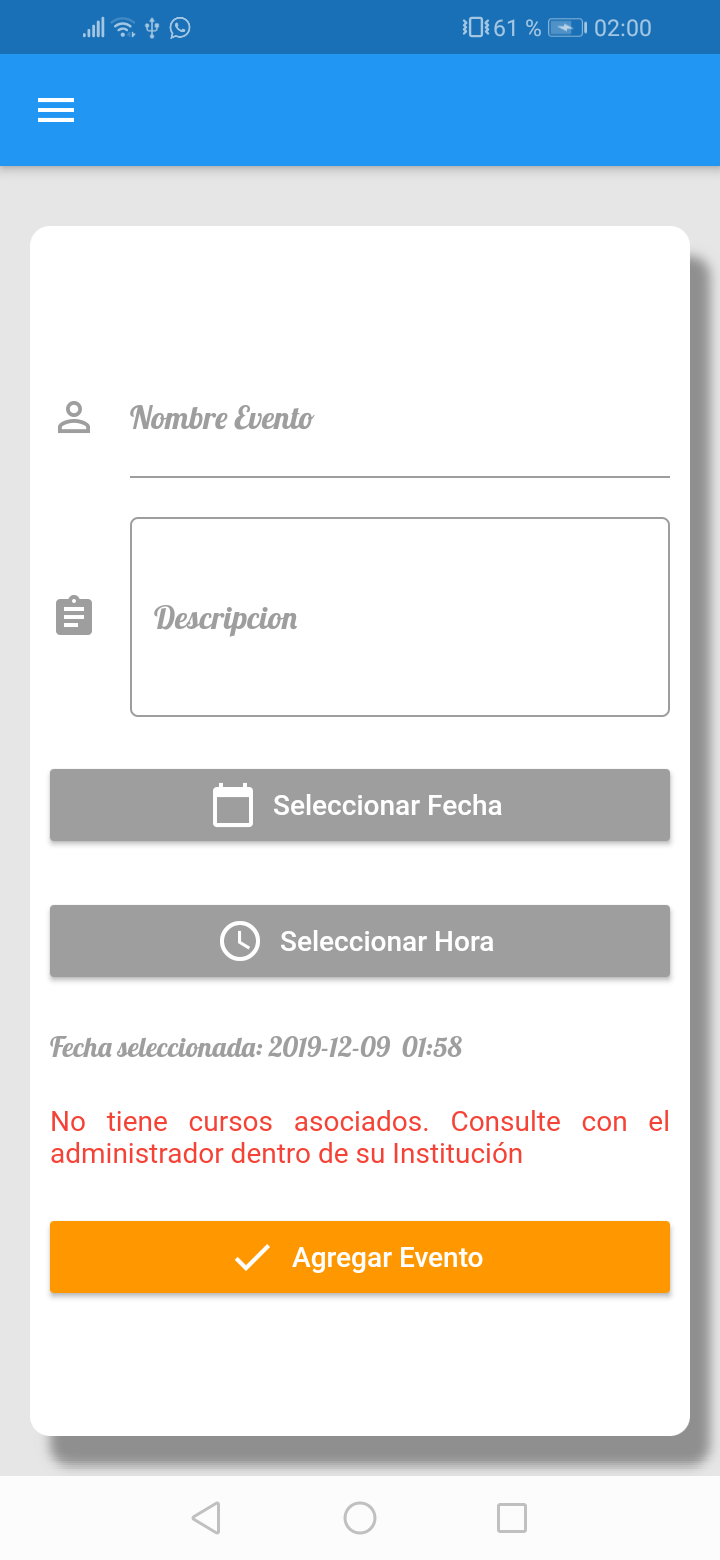 61 % 02:00
Nombre Evento
Descripcion
Seleccionar Fecha
Seleccionar Hora
Fecha seleccionada: 2019-12-09 01:58
No tiene cursos asociados. Consulte con el
administrador dentro de su Institución
Agregar Evento